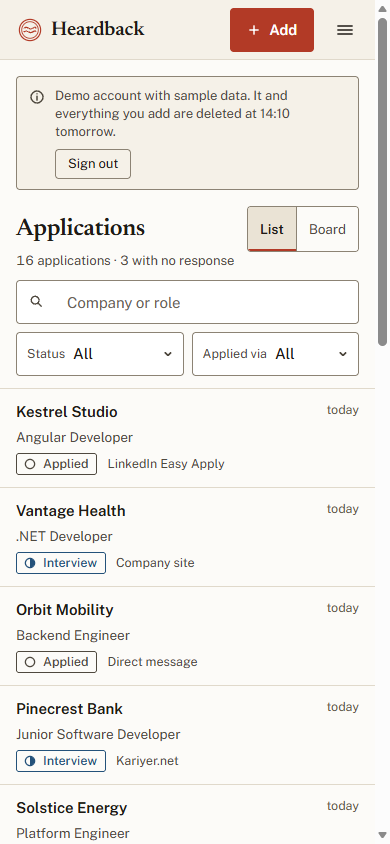 Heardback
+ Add
Demo account with sample data. It and
everything you add are deleted at 14:10
tomorrow.
Sign out
Applications
List
Board
16 applications · 3 with no response
Company or role
Status All
Applied via All
Kestrel Studio
today
Angular Developer
Applied
LinkedIn Easy Apply
Vantage Health
today
.NET Developer
Interview
Company site
Orbit Mobility
today
Backend Engineer
Applied
Direct message
Pinecrest Bank
today
Junior Software Developer
Interview
Kariyer.net
Solstice Energy
today
Platform Engineer